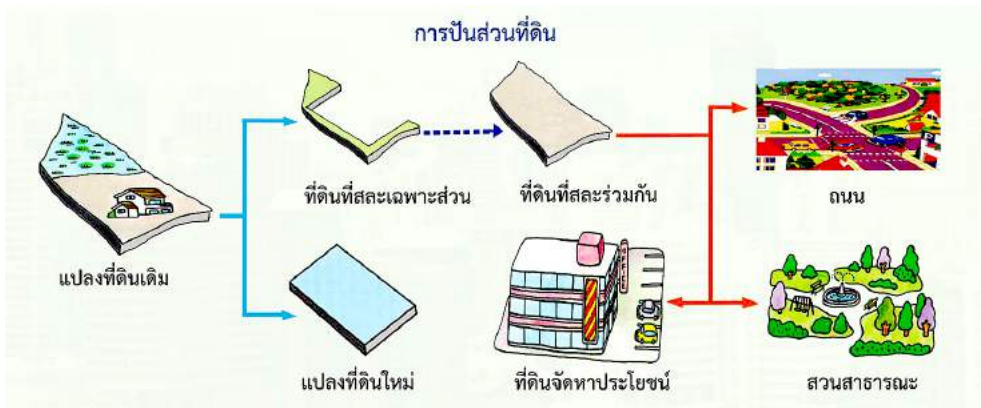 การปันส่วนที่ดิน
แปลงที่ดินเดิม
ที่ดินที่สละเฉพาะส่วน
ที่ดินที่สละร่วมกัน
ถนน
แปลงที่ดินใหม่
ที่ดินจัดหาประโยชน์
สวนสาธารณะ